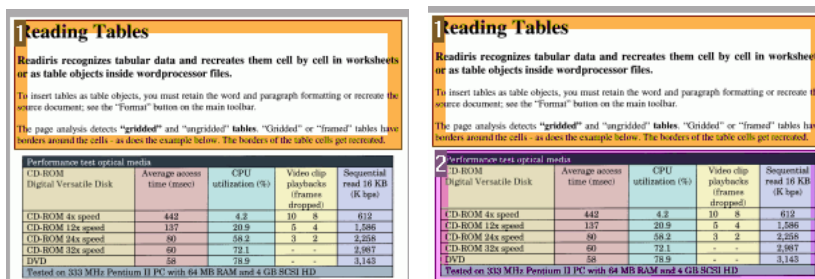 1
Reading Tables
Readiris recognizes tabular data and recreates them cell by cell in worksheets
or as table objects inside wordprocessor files.
To insert tables as table objects, you must retain the word and paragraph formatting or recreate the
source document; see the "Format" button on the main toolbar.
The page analysis detects "gridded" and "ungridded" tables. "Gridded" or "framed" tables have
borders around the cells - as does the example below. The borders of the table cells get recreated.
Performance test optical media
CD-ROM Average access CPU Video clip Sequential
Digital Versatile Disk time (msec) utilization (%) playbacks read 16 KB
(frames (K bps)
dropped)
CD-ROM 4x speed 442 4.2 10 8 612
CD-ROM 12x speed 137 20.9 5 4 1,586
CD-ROM 24x speed 80 58.2 3 2 2,258
CD-ROM 32x speed 60 72.1 - - 2,987
DVD 58 78.9 - - 3,143
Tested on 333 MHz Pentium II PC with 64 MB RAM and 4 GB SCSI HD
1
Reading Tables
Readiris recognizes tabular data and recreates them cell by cell in workshee
or as table objects inside wordprocessor files.
To insert tables as table objects, you must retain the word and paragraph formatting or recreate
source document; see the "Format" button on the main toolbar.
The page analysis detects "gridded" and "ungridded" tables. "Gridded" or "framed" tables
borders around the cells - as does the example below. The borders of the table cells get recreated.
2
Performance test optical media
CD-ROM Average access CPU Video clip Sequential
Digital Versatile Disk time (msec) utilization (%) playbacks read 16 KB
(frames (K bps)
dropped)
CD-ROM 4x speed 442 4.2 10 8 612
CD-ROM 12x speed 137 20.9 5 4 1,586
CD-ROM 24x speed 80 58.2 3 2 2,258
CD-ROM 32x speed 60 72.1 - - 2,987
DVD 58 78.9 - - 3,143
Tested on 333 MHz Pentium II PC with 64 MB RAM and 4 GB SCSI HD